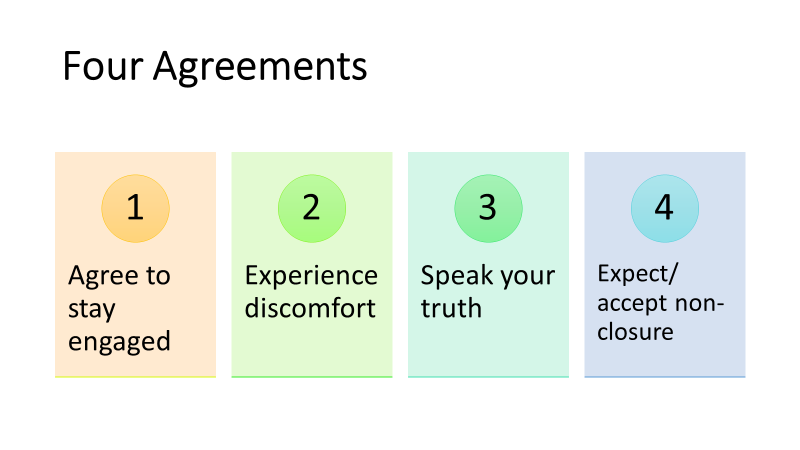 Four Agreements
1
Agree to
stay
engaged
2
Experience
discomfort
3
Speak your
truth
4
Expect/
accept non-
closure